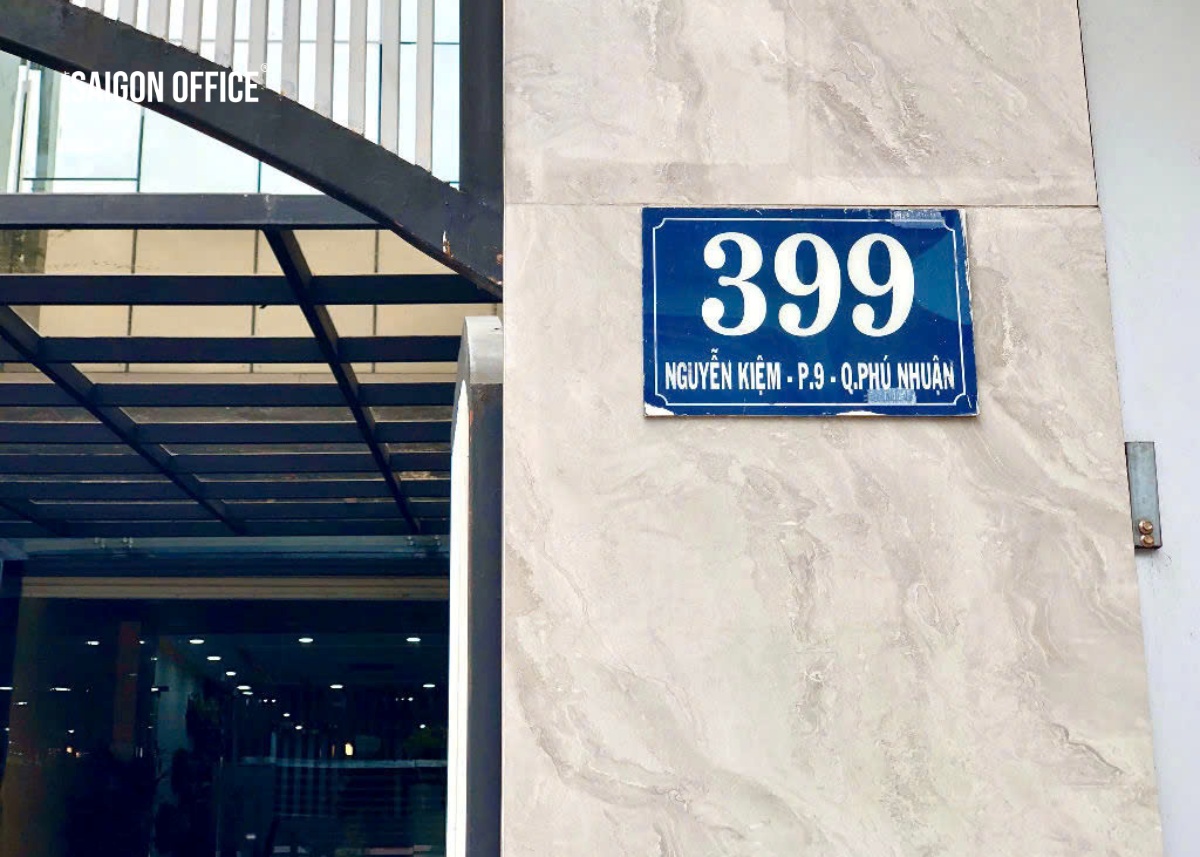 SAIGON OFFICE
399
NGUYỄN KIỆM - P.9 - Q.PHÚ NHUẬN